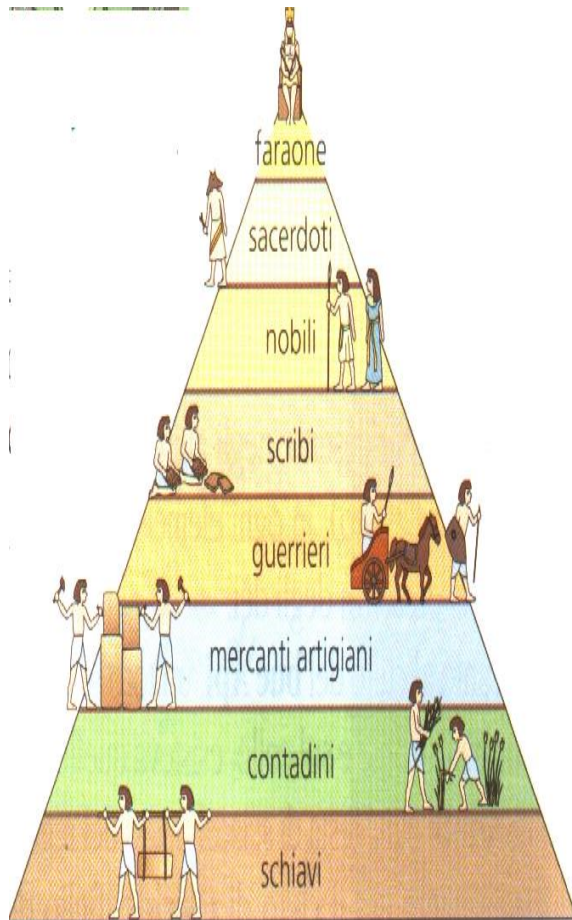 faraone
sacerdoti
nobili
scribi
guerrieri
mercanti artigiani
contadini
schiavi